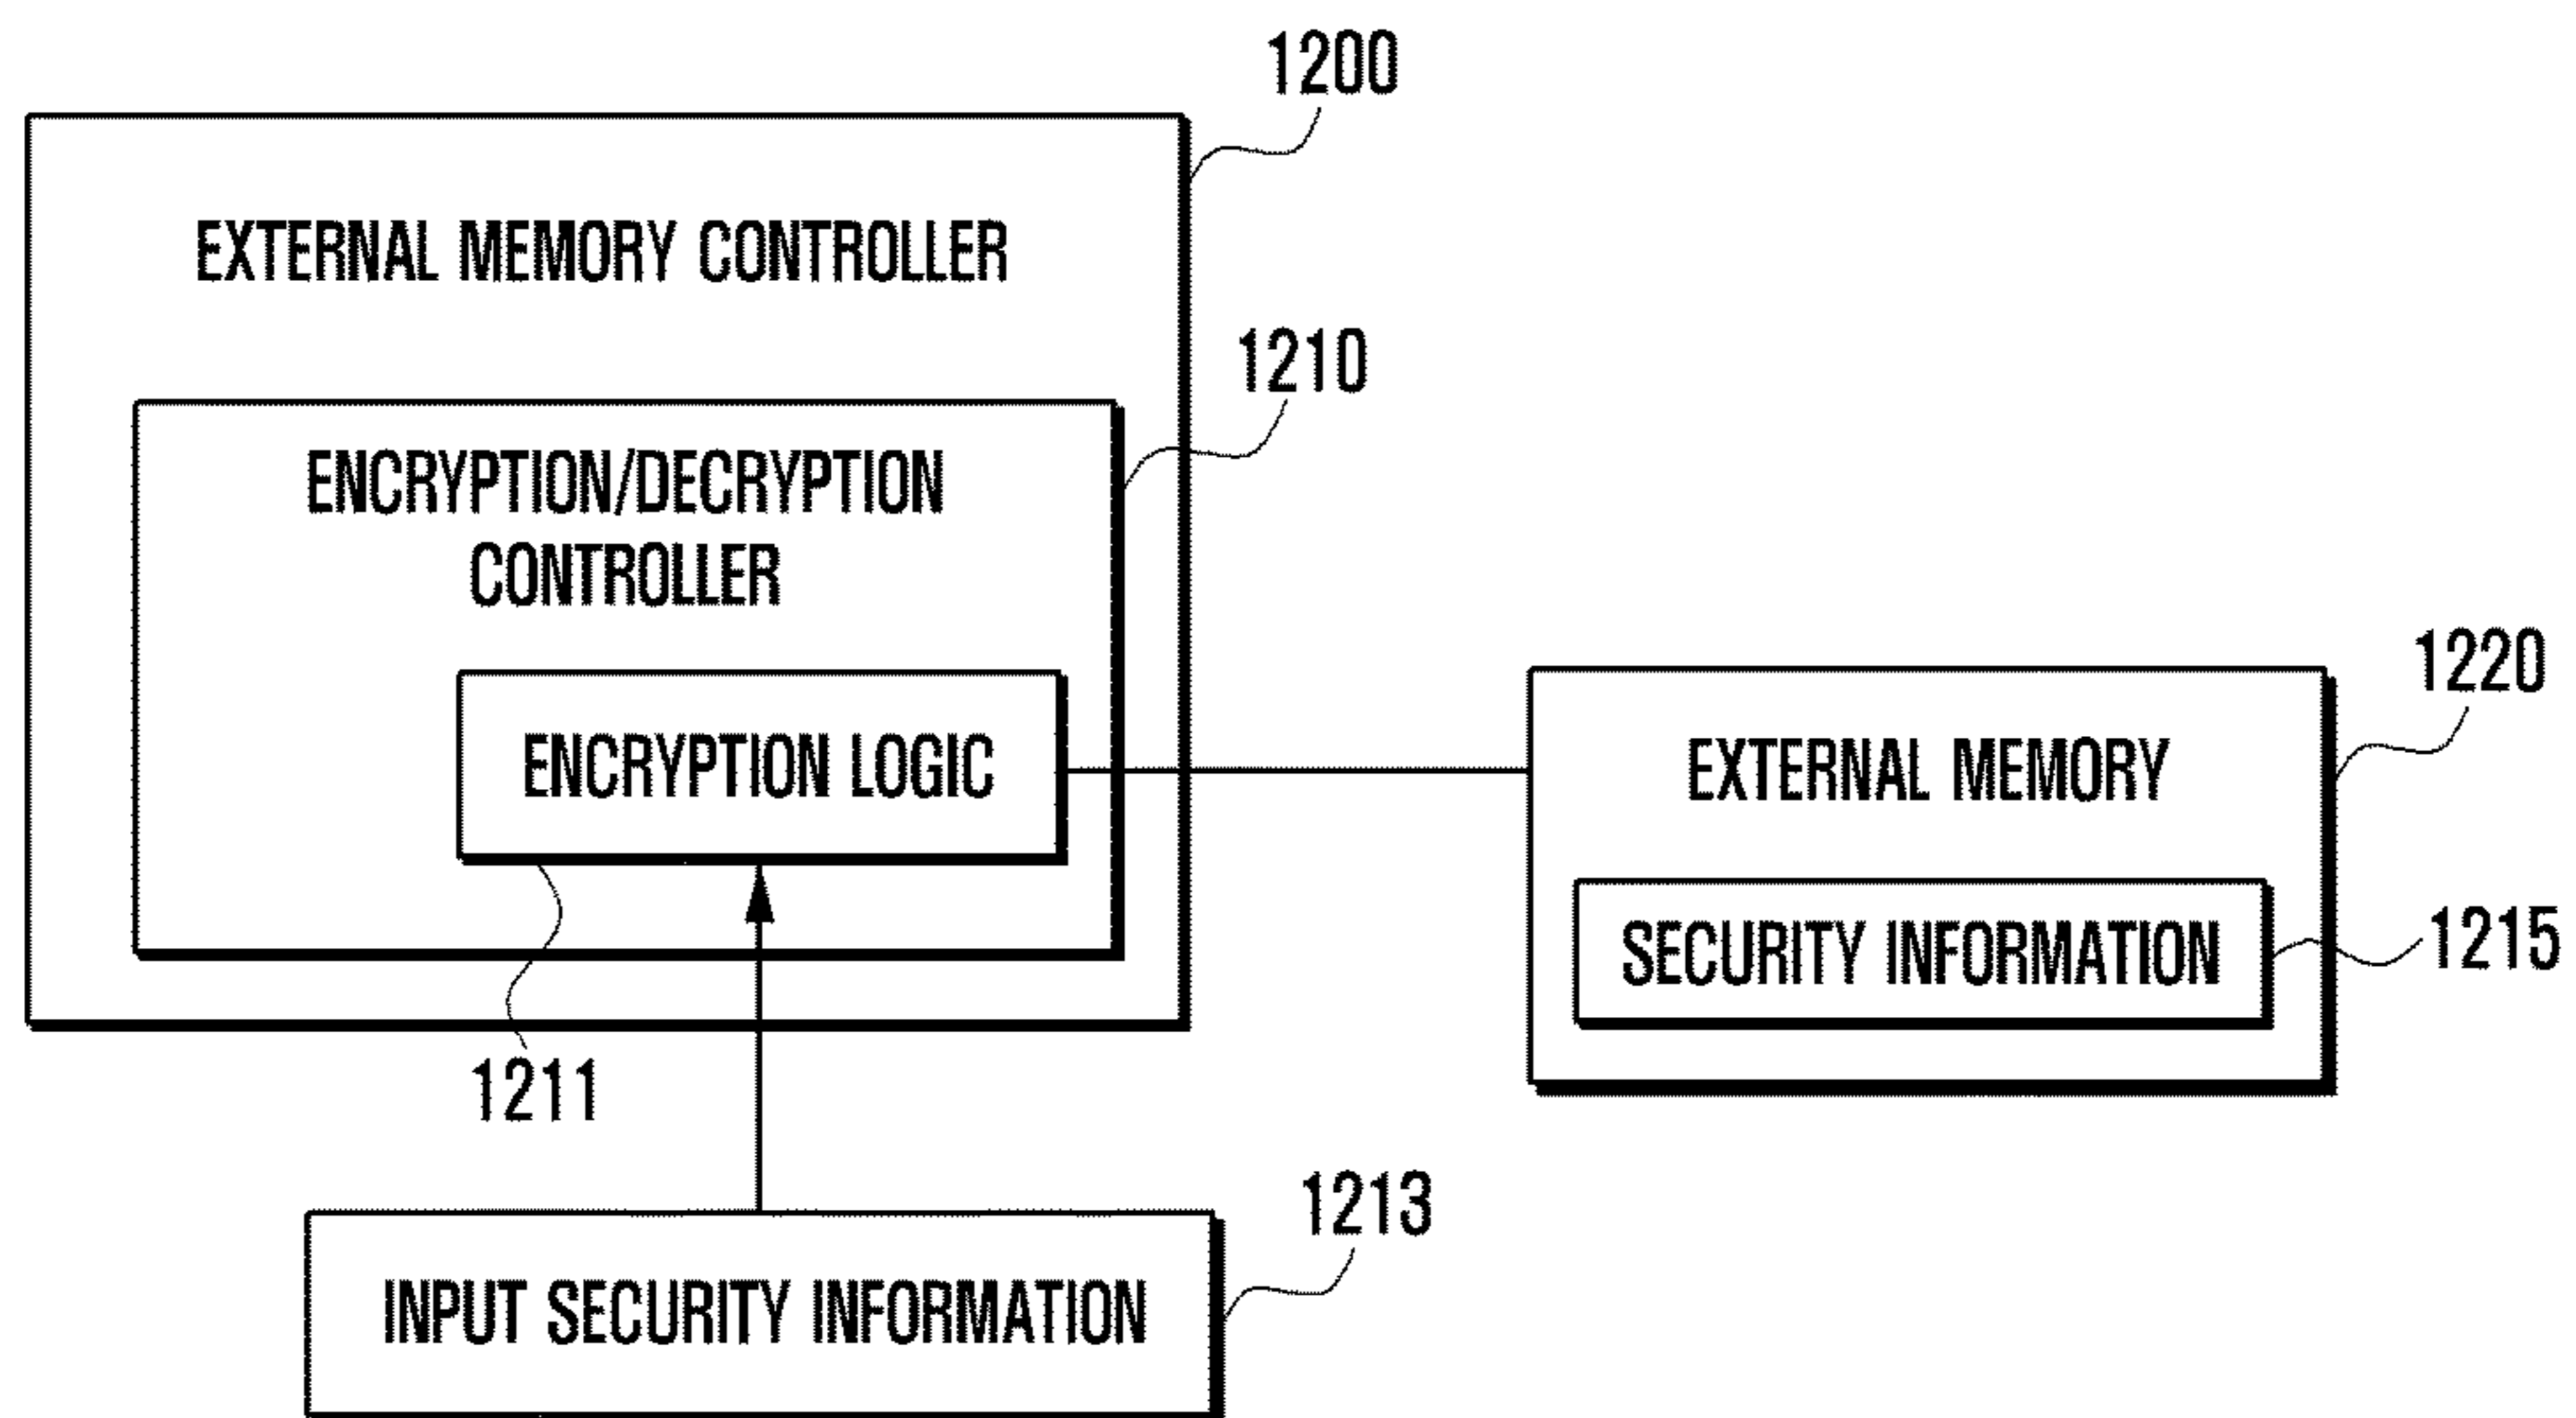 1200
EXTERNAL MEMORY CONTROLLER
1210
ENCRYPTION/DECRYPTION
CONTROLLER
ENCRYPTION LOGIC
1220
EXTERNAL MEMORY
SECURITY INFORMATION
1215
1211
1213
INPUT SECURITY INFORMATION